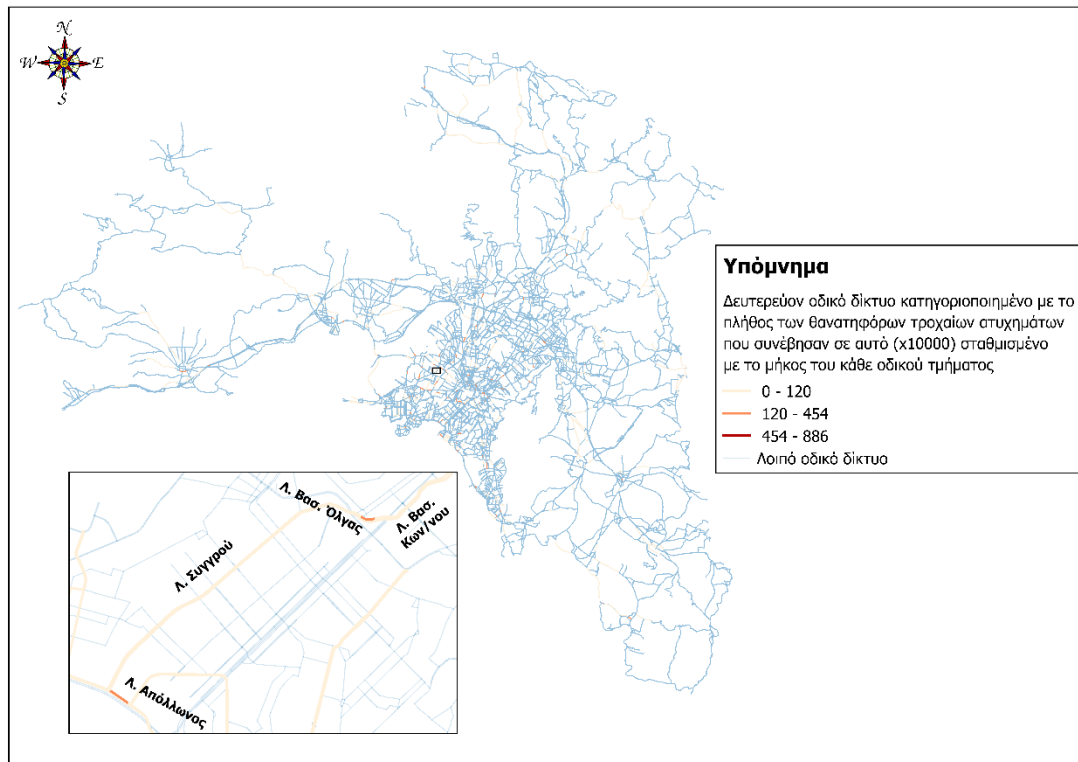 N
W E
S
Υπόμνημα
Δευτερεύον οδικό δίκτυο κατηγοριοποιημένο με το
πλήθος των θανατηφόρων τροχαίων ατυχημάτων
που συνέβησαν σε αυτό (x10000) σταθμισμένο
με το μήκος του κάθε οδικού τμήματος
0 - 120
120 - 454
454 - 886
Λοιπό οδικό δίκτυο
Λ. Βασ. Όλγας
Λ. Βασ.
Κων/νου
Λ. Συγγρού
Λ. Απόλλωνος